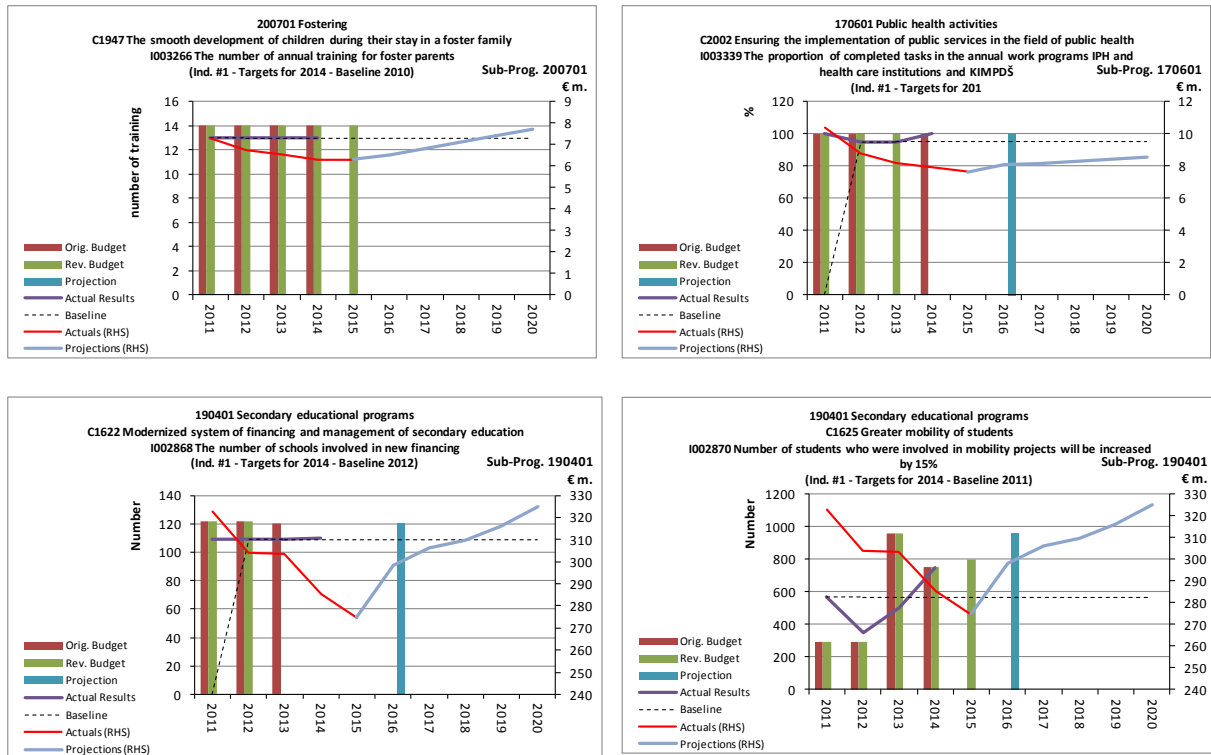 200701 Fostering
C1947 The smooth development of children during their stay in a foster family
I003266 The number of annual training for foster parents
(Ind. #1 - Targets for 2014 - Baseline 2010)
Sub-Prog. 200701
€ m.
number of training
16
14
12
10
8
6
4
2
0
9
8
7
6
5
4
3
2
1
0
Orig. Budget
Rev. Budget
Projection
Actual Results
Baseline
Actuals (RHS)
Projections (RHS)
2011
2012
2013
2014
2015
2016
2017
2018
2019
2020
170601 Public health activities
C2002 Ensuring the implementation of public services in the field of public health
I003339 The proportion of completed tasks in the annual work programs IPH and
health care institutions and KIMPDŠ
(Ind. #1 - Targets for 201
Sub-Prog. 170601
€ m.
%
120
100
80
60
40
20
0
12
10
8
6
4
2
0
Orig. Budget
Rev. Budget
Projection
Actual Results
Baseline
Actuals (RHS)
Projections (RHS)
2011
2012
2013
2014
2015
2016
2017
2018
2019
2020
190401 Secondary educational programs
C1622 Modernized system of financing and management of secondary education
I002868 The number of schools involved in new financing
(Ind. #1 - Targets for 2014 - Baseline 2012)
Sub-Prog. 190401
€ m.
Number
140
120
100
80
60
40
20
0
330
320
310
300
290
280
270
260
250
240
Orig. Budget
Rev. Budget
Projection
Actual Results
Baseline
Actuals (RHS)
Projections (RHS)
2011
2012
2013
2014
2015
2016
2017
2018
2019
2020
190401 Secondary educational programs
C1625 Greater mobility of students
I002870 Number of students who were involved in mobility projects will be increased
by 15%
(Ind. #1 - Targets for 2014 - Baseline 2011)
Sub-Prog. 190401
€ m.
Number
1200
1000
800
600
400
200
0
330
320
310
300
290
280
270
260
250
240
Orig. Budget
Rev. Budget
Projection
Actual Results
Baseline
Actuals (RHS)
Projections (RHS)
2011
2012
2013
2014
2015
2016
2017
2018
2019
2020